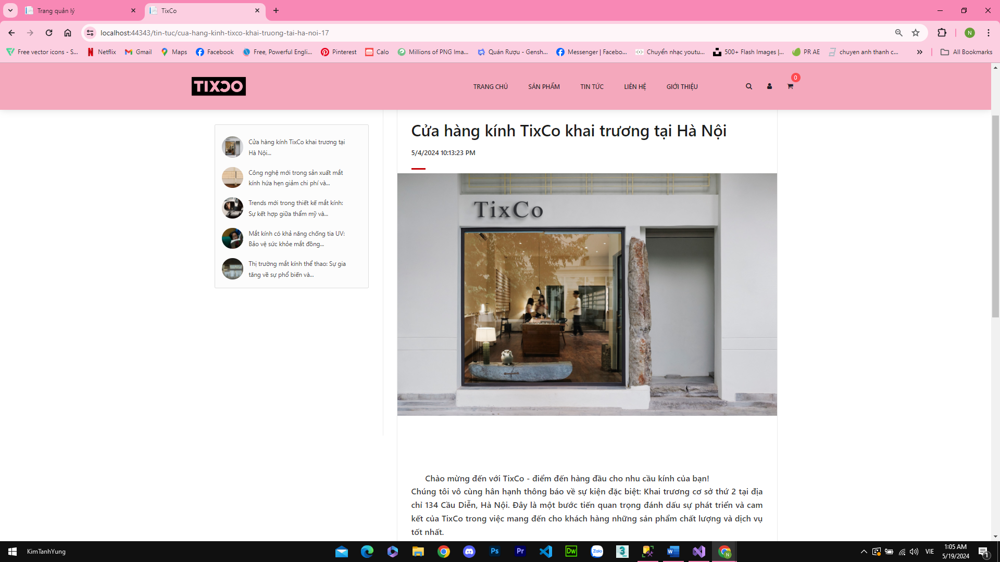 Trang quản lý
TixCo
localhost:44343/tin-tuc/cua-hang-kinh-tixco-khai-truong-tai-ha-noi-17
N
Free vector icons - S...
Netflix
Gmail
Maps
Facebook
Free, Powerful Engli...
Pinterest
Calo
Millions of PNG Ima...
Quán Rượu - Gensh...
Messenger | Facebo...
Chuyển nhạc youtu...
500+ Flash Images |...
PR AE
chuyen anh thanh c...
All Bookmarks
TIXCO
TRANG CHỦ
SẢN PHẨM
TIN TỨC
LIÊN HỆ
GIỚI THIỆU
0
Cửa hàng kính TixCo khai trương tại
Hà Nội...
Công nghệ mới trong sản xuất mắt
kính hứa hẹn giảm chi phí và...
Trends mới trong thiết kế mắt kính:
Sự kết hợp giữa thẩm mỹ và...
Mắt kính có khả năng chống tia UV:
Bảo vệ sức khỏe mắt đồng...
Thị trường mắt kính thể thao: Sự gia
tăng về sự phổ biến và...
Cửa hàng kính TixCo khai trương tại Hà Nội
5/4/2024 10:13:23 PM
TixCo
Chào mừng đến với TixCo - điểm đến hàng đầu cho nhu cầu kính của bạn!
Chúng tôi vô cùng hân hạnh thông báo về sự kiện đặc biệt: Khai trương cơ sở thứ 2 tại địa
chỉ 134 Cầu Diễn, Hà Nội. Đây là một bước tiến quan trọng đánh dấu sự phát triển và cam
kết của TixCo trong việc mang đến cho khách hàng những sản phẩm chất lượng và dịch vụ
tốt nhất.
KimTanhYung
Ps
Pr
Dw
Zalo
3
W
N
VIE
1:05 AM
5/19/2024
1